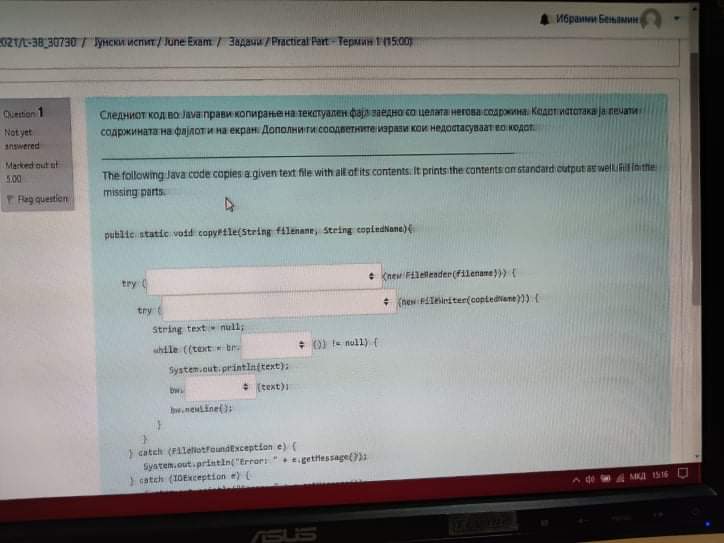 Ибраими Бењамин
021/L-3B_30730 / Јунски испит / June Exam / Задачи / Practical Part - Термин 1 (15:00)
Question 1
Not yet
answered
Marked out of
5.00
Flag question
Следниот код во Java прави копирање на текстуален фајл заедно со целата негова содржина. Кодот истотака ја печати
содржината на фајлот и на екран. Дополни ги соодветните изрази кои недостасуваат во кодот.
The following Java code copies a given text file with all of its contents. It prints the contents on standard output as well. Fill in the
missing parts.
public static void copyFile(String filename, String copiedName){
try ( (new FileReader(filename))) {
try ( (new FileWriter(copiedName))) {
String text = null;
while ((text = br. ()) != null) {
System.out.println(text);
bw. (text);
bw.newLine();
}
}
} catch (FileNotFoundException e) {
System.out.println("Error: " + e.getMessage());
} catch (IOException e) {
МКД 15:16
ASUS